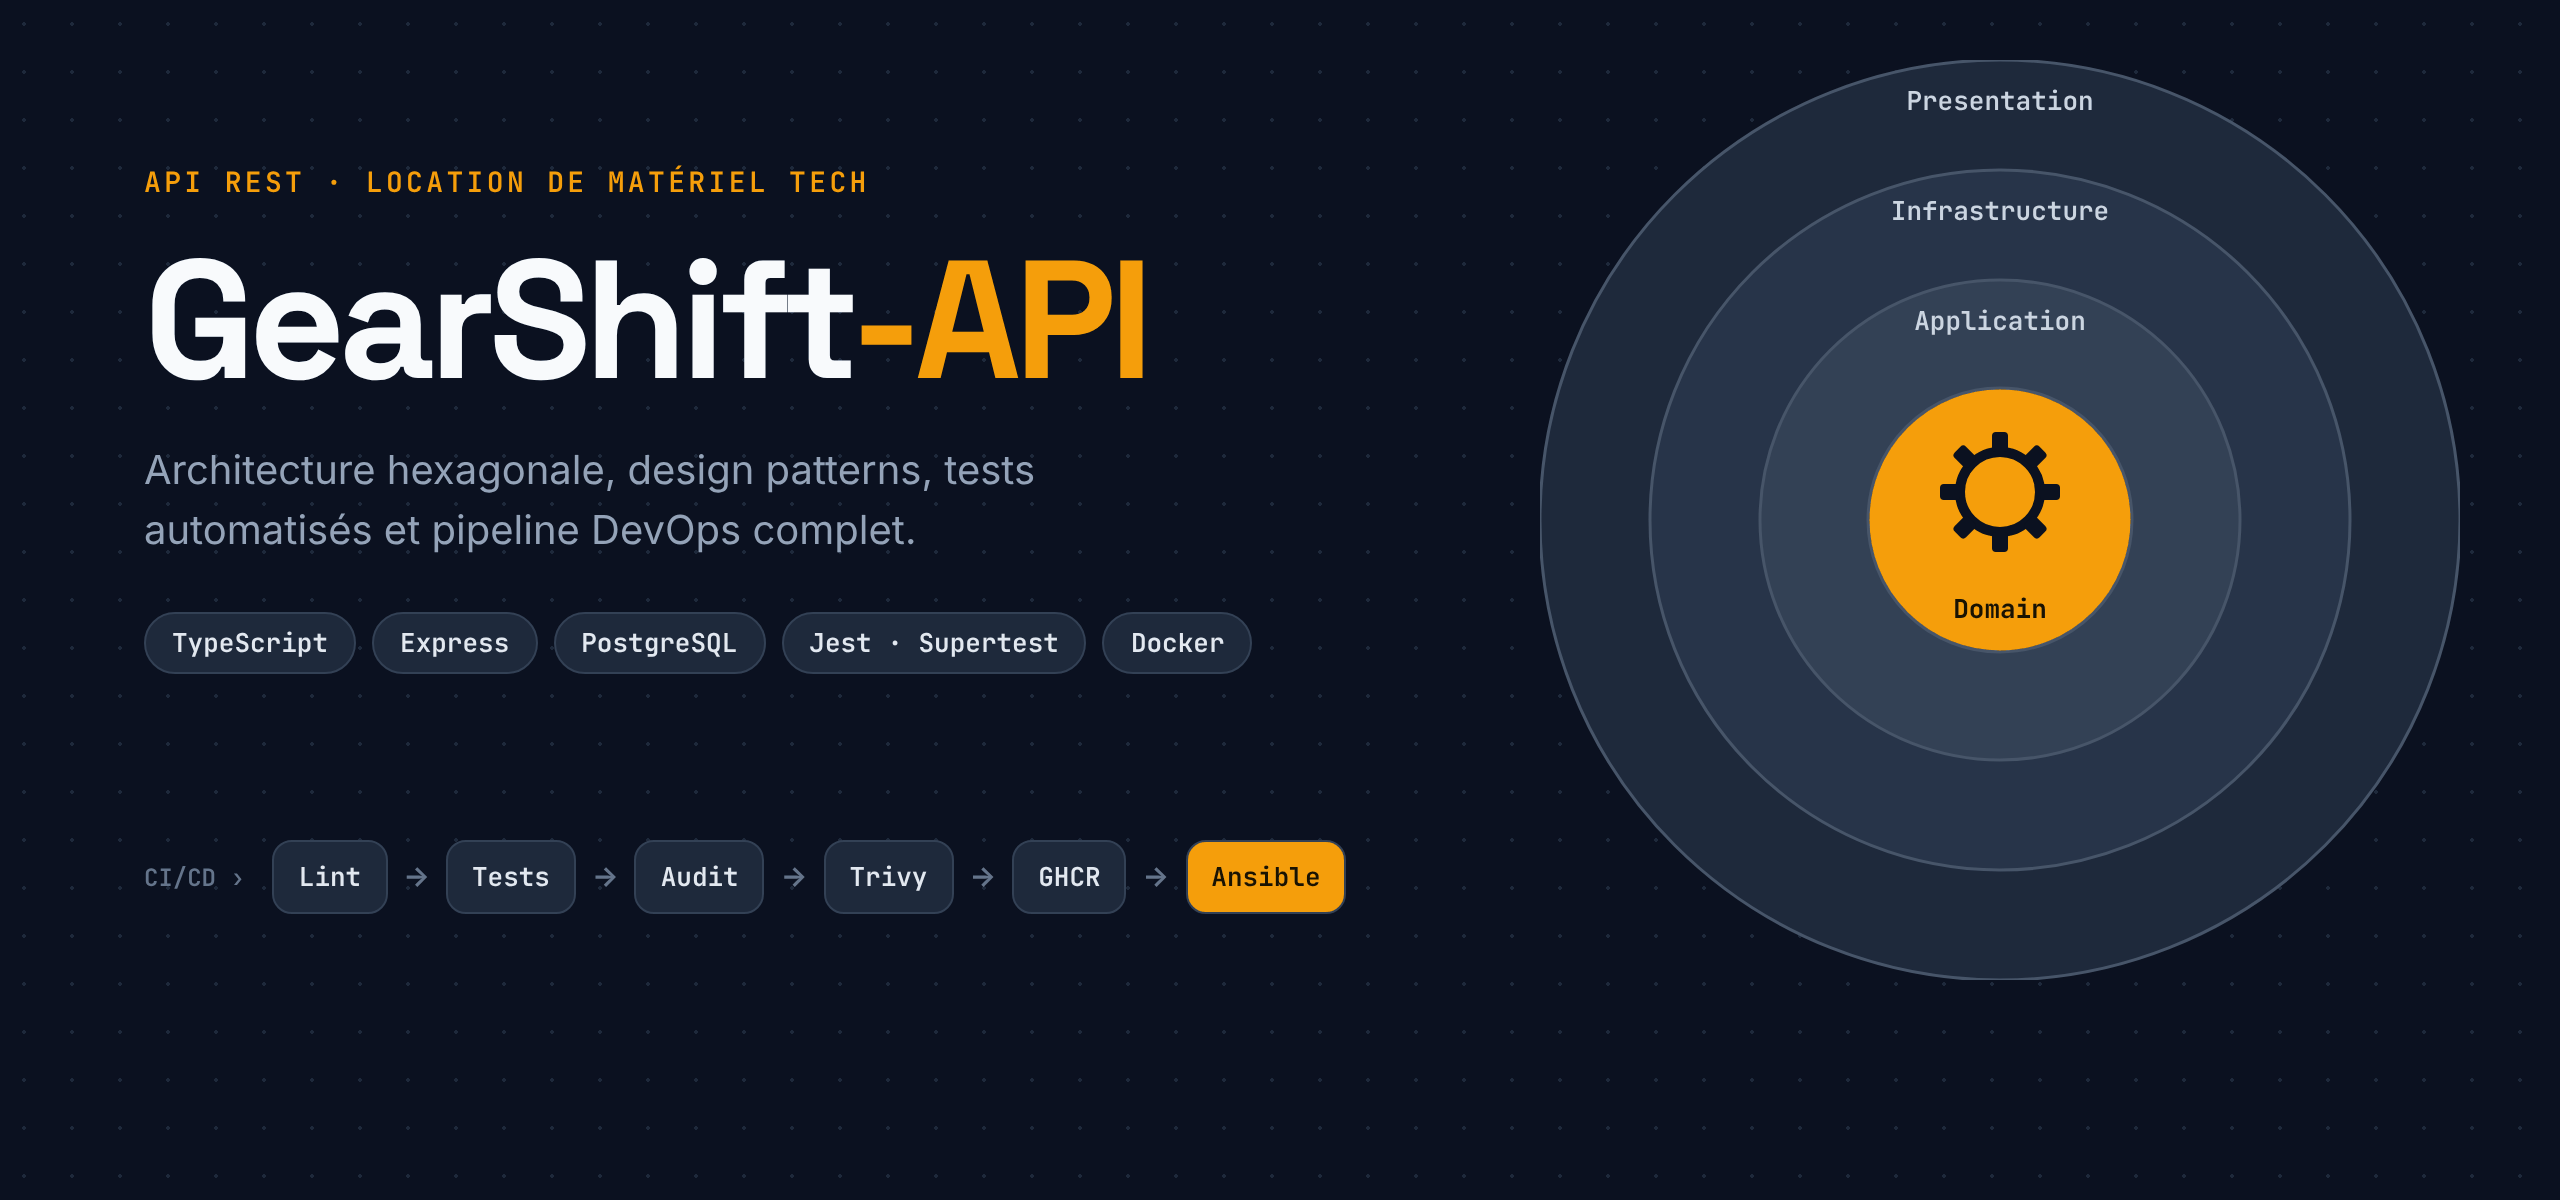 API REST · LOCATION DE MATÉRIEL TECH
GearShift-API
Architecture hexagonale, design patterns, tests
automatisés et pipeline DevOps complet.
TypeScript Express PostgreSQL Jest · Supertest Docker
CI/CD › Lint → Tests → Audit → Trivy → GHCR → Ansible
Presentation
Infrastructure
Application
Domain